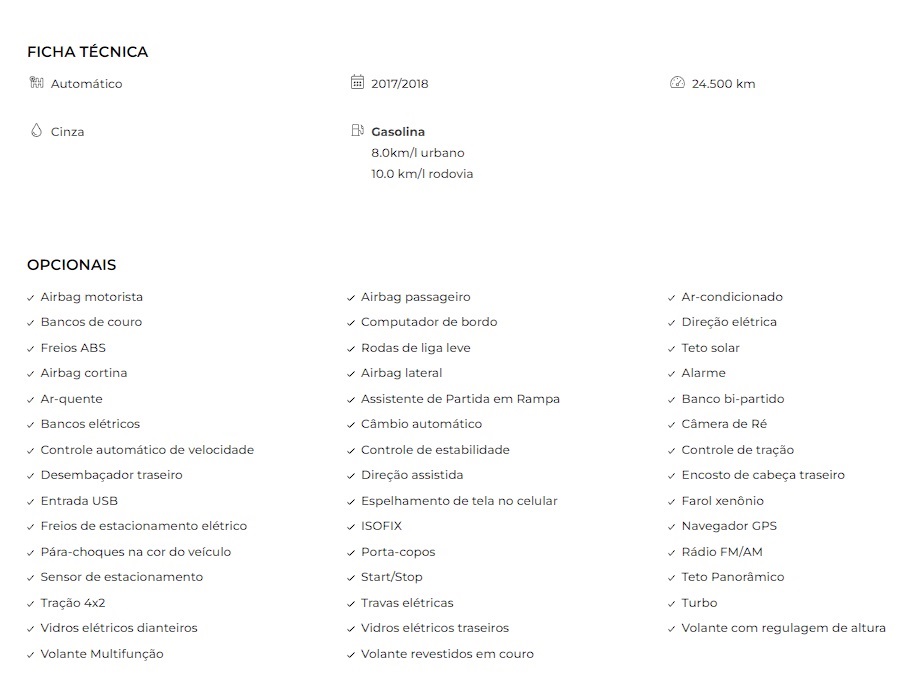 FICHA TÉCNICA
Automático
2017/2018
24.500 km
Cinza
Gasolina
8.0km/l urbano
10.0 km/l rodovia
OPCIONAIS
Airbag motorista
Airbag passageiro
Ar-condicionado
Bancos de couro
Computador de bordo
Direção elétrica
Freios ABS
Rodas de liga leve
Teto solar
Airbag cortina
Airbag lateral
Alarme
Ar-quente
Assistente de Partida em Rampa
Banco bi-partido
Bancos elétricos
Câmbio automático
Câmera de Ré
Controle automático de velocidade
Controle de estabilidade
Controle de tração
Desembaçador traseiro
Direção assistida
Encosto de cabeça traseiro
Entrada USB
Espelhamento de tela no celular
Farol xenônio
Freios de estacionamento elétrico
ISOFIX
Navegador GPS
Pára-choques na cor do veículo
Porta-copos
Rádio FM/AM
Sensor de estacionamento
Start/Stop
Teto Panorâmico
Tração 4x2
Travas elétricas
Turbo
Vidros elétricos dianteiros
Vidros elétricos traseiros
Volante com regulagem de altura
Volante Multifunção
Volante revestidos em couro